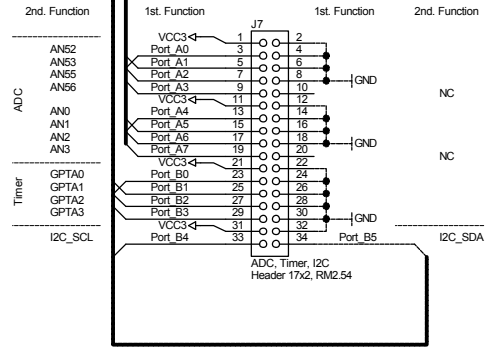 2nd. Function 1st. Function 1st. Function 2nd. Function
J7
VCC3 1 2
AN52 Port_A0 3 4
AN53 Port_A1 5 6
AN55 Port_A2 7 8 GND
AN56 Port_A3 9 10 NC
ADC
VCC3 11 12
AN0 Port_A4 13 14
AN1 Port_A5 15 16
AN2 Port_A6 17 18 GND
AN3 Port_A7 19 20 NC
VCC3 21 22
GPTA0 Port_B0 23 24
Timer
GPTA1 Port_B1 25 26
GPTA2 Port_B2 27 28
GPTA3 Port_B3 29 30 GND
VCC3 31 32
I2C_SCL Port_B4 33 34 Port_B5 I2C_SDA
ADC, Timer, I2C
Header 17x2, RM2.54